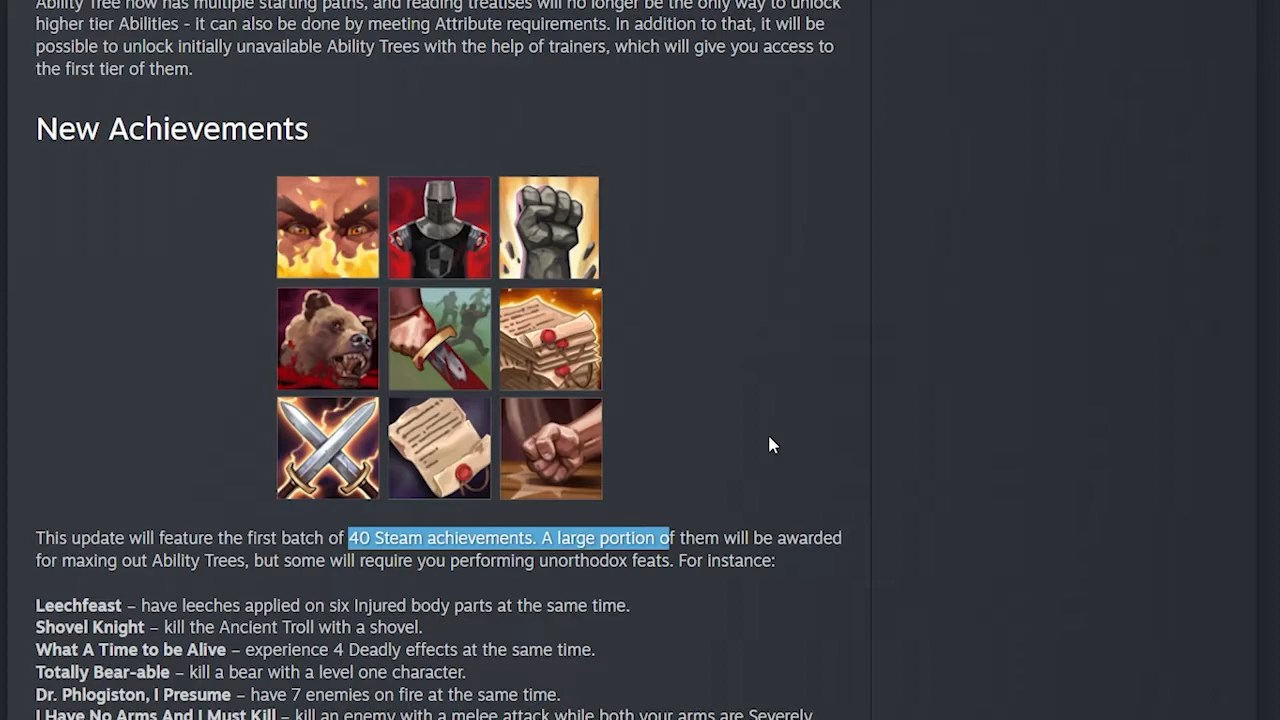 Ability Tree now has multiple starting paths, and reading treatises will no longer be the only way to unlock
higher tier Abilities - it can also be done by meeting Attribute requirements. In addition to that, it will be
possible to unlock initially unavailable Ability Trees with the help of trainers, which will give you access to
the first tier of them.
New Achievements
This update will feature the first batch of 40 Steam achievements. A large portion of them will be awarded
for maxing out Ability Trees, but some will require you performing unorthodox feats. For instance:
Leechfeast – have leeches applied on six Injured body parts at the same time.
Shovel Knight – kill the Ancient Troll with a shovel.
What A Time to be Alive – experience 4 Deadly effects at the same time.
Totally Bear-able – kill a bear with a level one character.
Dr. Phlogiston, I Presume – have 7 enemies on fire at the same time.
I Have No Arms And I Must Kill – kill an enemy with a melee attack while both your arms are Severely